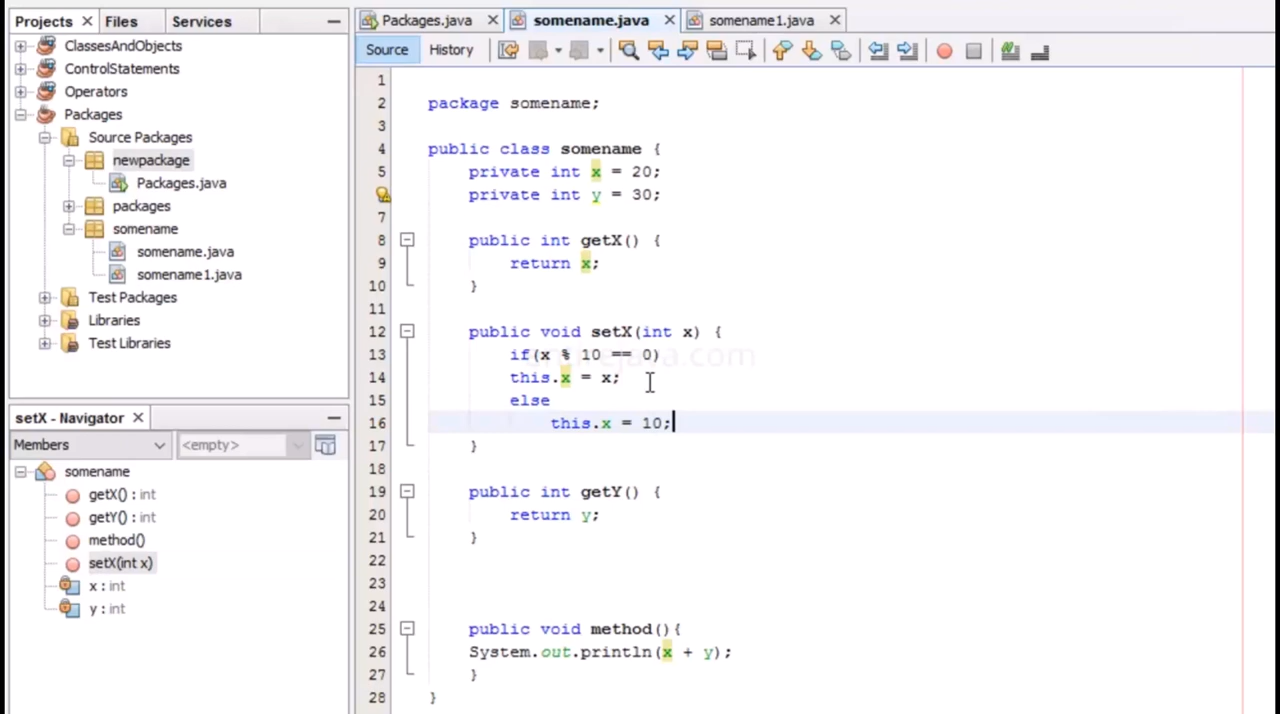 Projects Files Services
ClassesAndObjects
ControlStatements
Operators
Packages
Source Packages
newpackage
Packages.java
packages
somename
somename.java
somename1.java
Test Packages
Libraries
Test Libraries
setX - Navigator
Members <empty>
somename
getX() : int
getY() : int
method()
setX(int x)
x : int
y : int
Packages.java somename.java somename1.java
Source History
1
2 package somename;
3
4 public class somename {
5 private int x = 20;
6 private int y = 30;
7
8 public int getX() {
9 return x;
10 }
11
12 public void setX(int x) {
13 if(x % 10 == 0)
14 this.x = x;
15 else
16 this.x = 10;
17 }
18
19 public int getY() {
20 return y;
21 }
22
23
24
25 public void method(){
26 System.out.println(x + y);
27 }
28 }